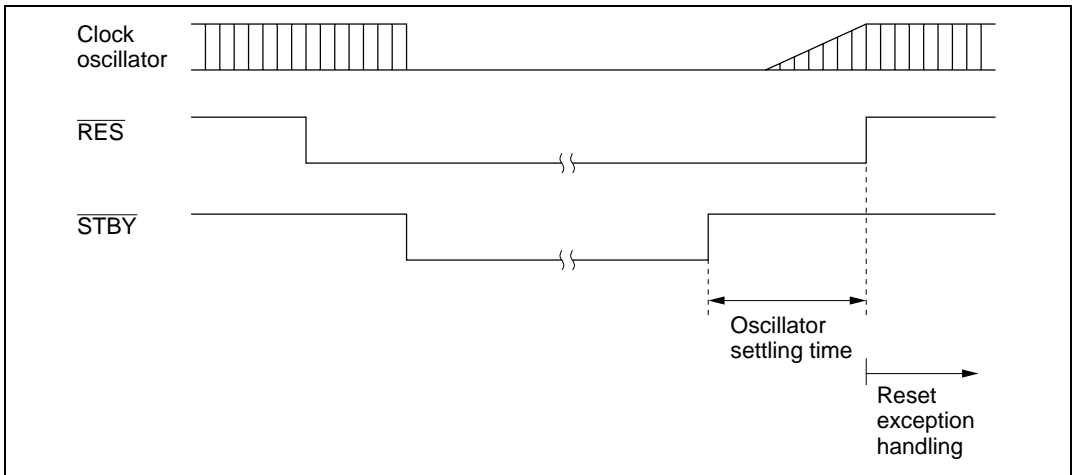 Clock
oscillator
RES
STBY
Oscillator
settling time
Reset
exception
handling